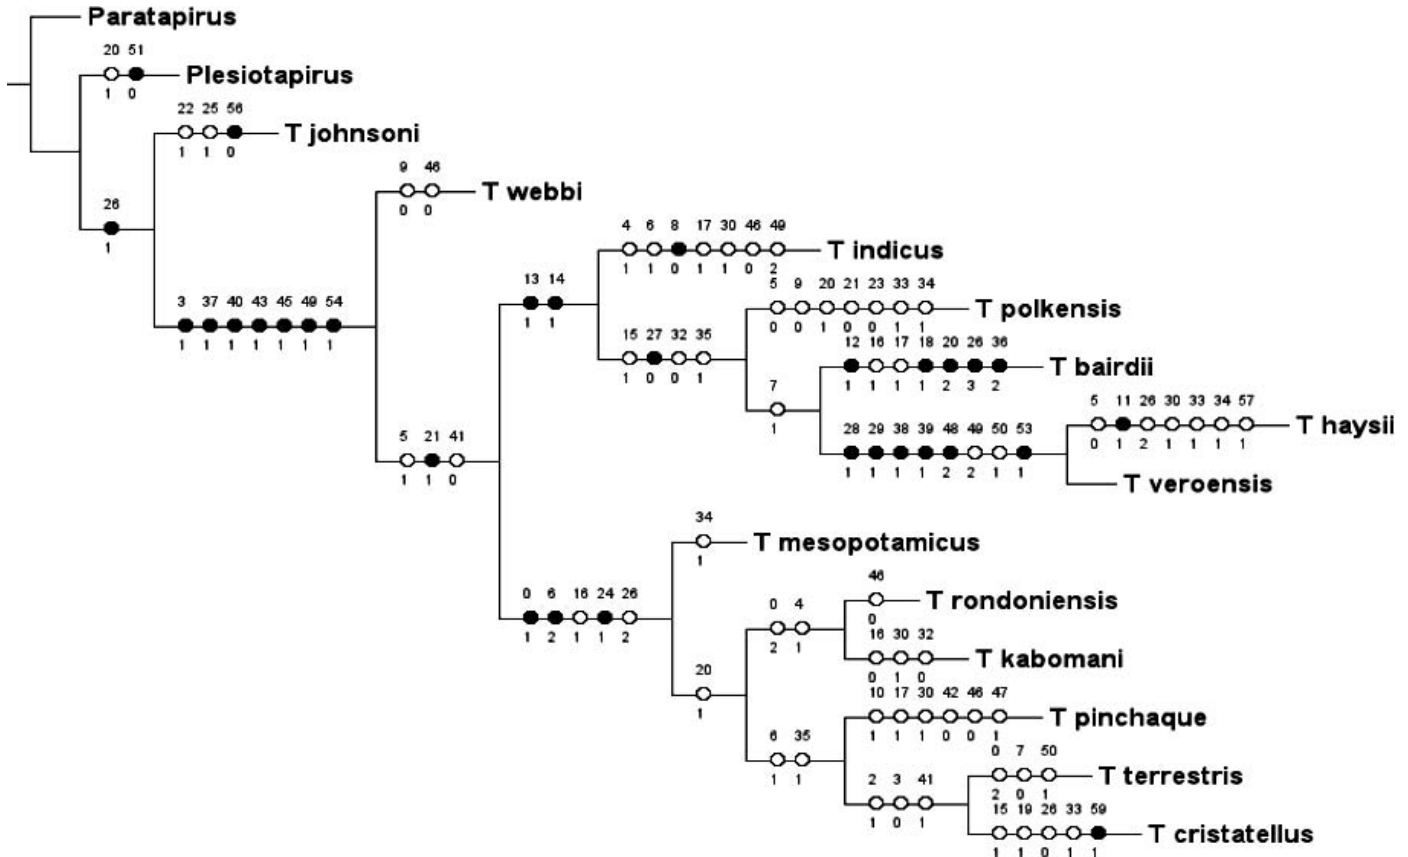 Paratapirus
20 51
Plesiotapirus
1 0
22 25 56
T johnsoni
1 1 0
9 46
T webbi
0 0
26
1
4 6 8 17 30 46 49
T indicus
1 1 0 1 1 0 2
13 14
1 1
5 9 20 21 23 33 34
T polkensis
0 0 1 0 0 1 1
3 37 40 43 45 49 54
1 1 1 1 1 1 1
15 27 32 35
1 0 0 1
12 16 17 18 20 26 36
T bairdii
1 1 1 1 2 3 2
7
1
5 11 26 30 33 34 57
T haysii
0 1 2 1 1 1 1
28 29 38 39 48 49 50 53
1 1 1 1 2 2 1 1
5 21 41
1 1 0
T veroensis
34
T mesopotamicus
1
46
T rondoniensis
0
0 6 16 24 26
1 2 1 1 2
0 4
2 1
16 30 32
T kabomani
0 1 0
20
1
10 17 30 42 46 47
T pinchaque
1 1 1 0 0 1
6 35
1 1
0 7 50
T terrestris
2 0 1
2 3 41
1 0 1
15 19 26 33 59
T cristatellus
1 1 0 1 1